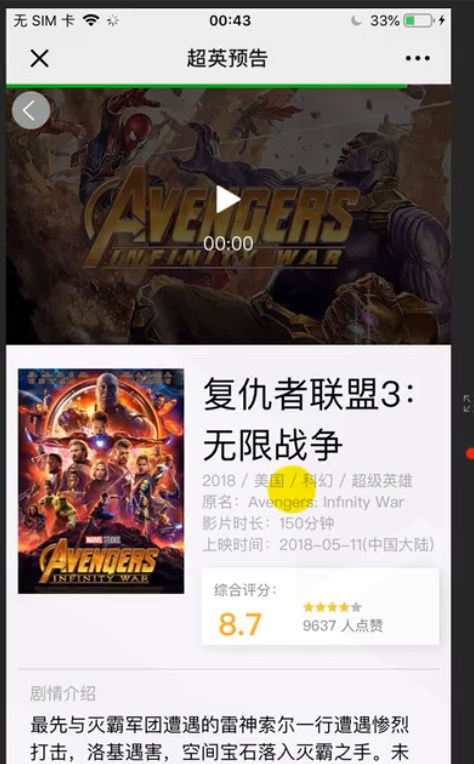 无 SIM 卡 00:43 33%
超英预告
AVENGERS
INFINITY WAR
00:00
复仇者联盟3：
无限战争
2018 / 美国 / 科幻 / 超级英雄
原名：Avengers: Infinity War
影片时长：150分钟
上映时间：2018-05-11(中国大陆)
MARVEL STUDIOS
AVENGERS
INFINITY WAR
综合评分：
8.7
9637 人点赞
剧情介绍
最先与灭霸军团遭遇的雷神索尔一行遭遇惨烈
打击，洛基遇害，空间宝石落入灭霸之手。未